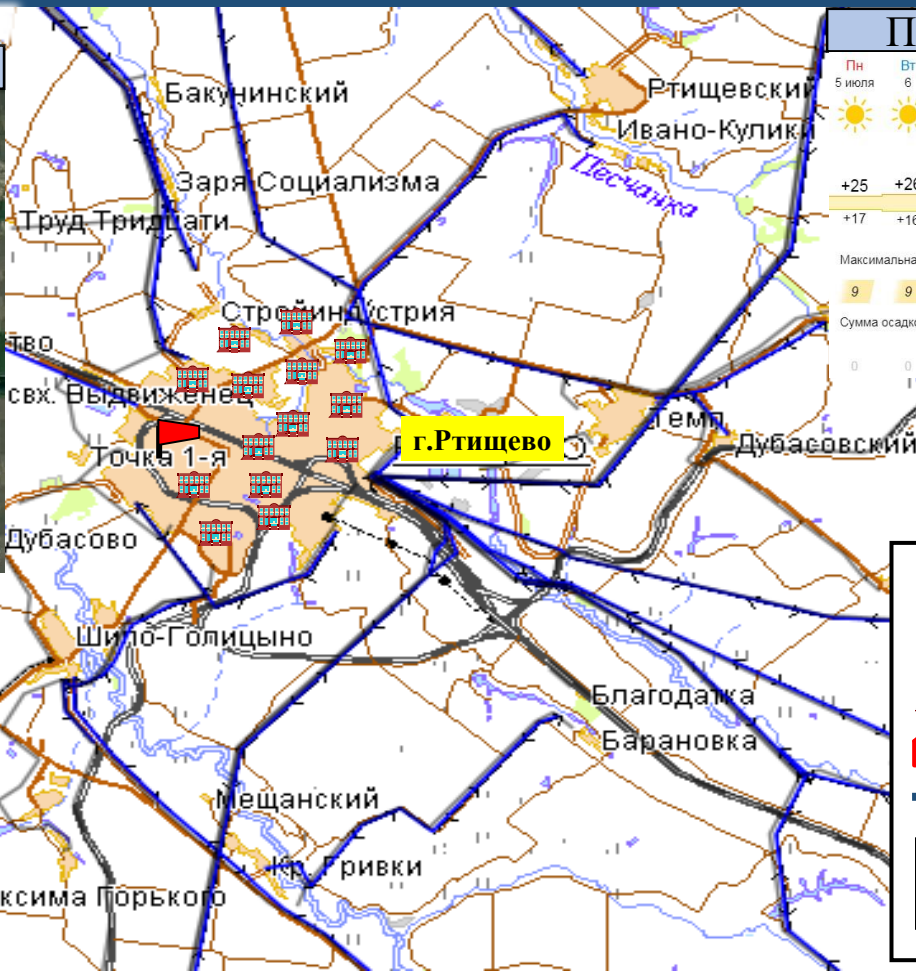 П
Пн Вт
5 июля 6
Бакунинский
Ртищевский
Ивано-Кулики
Песчанка
Заря Социализма
+25 +26
+17 +16
Труд Тридцати
Максимальна
9 9
Стройиндустрия
Сумма осадко
0 0
тво
свх. Выдвиженец
Темп
г.Ртищево
Дубасовский
Точка 1-я
Дубасово
Шило-Голицыно
Благодатка
Барановка
Мещанский
Кр. Гривки
ксима Горького